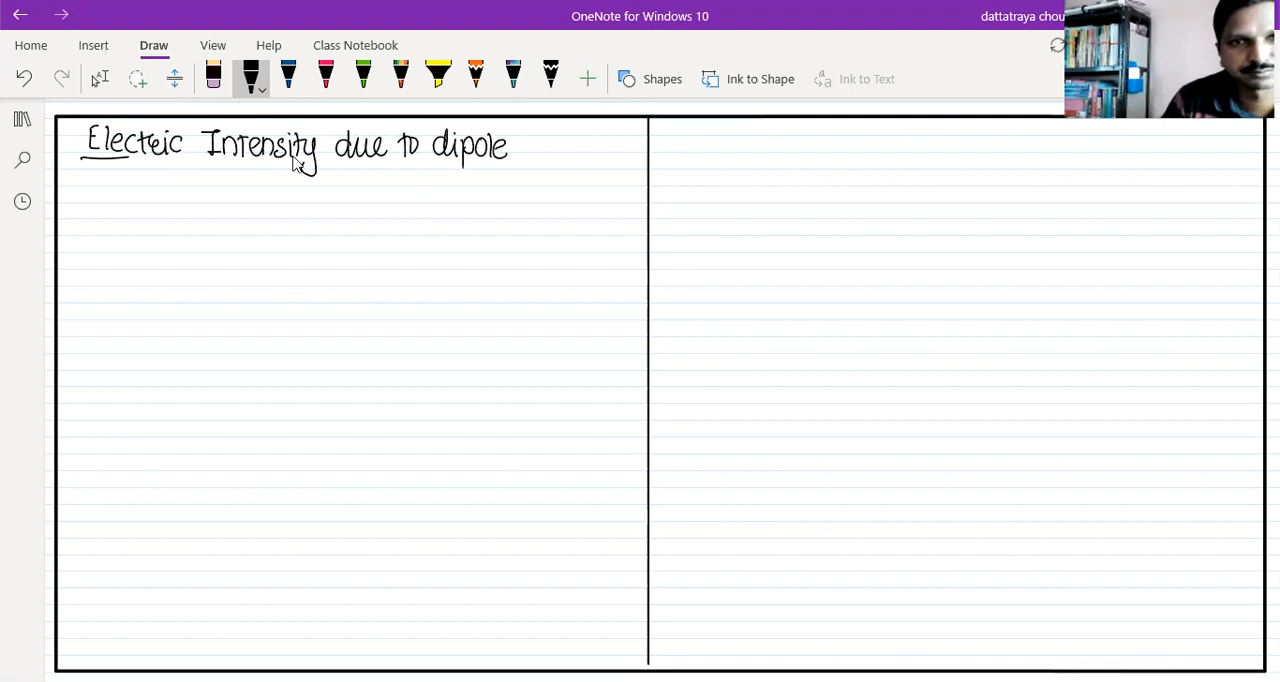 OneNote for Windows 10
dattatraya chou
Home Insert Draw View Help Class Notebook
Shapes Ink to Shape Ink to Text
Electric Intensity due to dipole